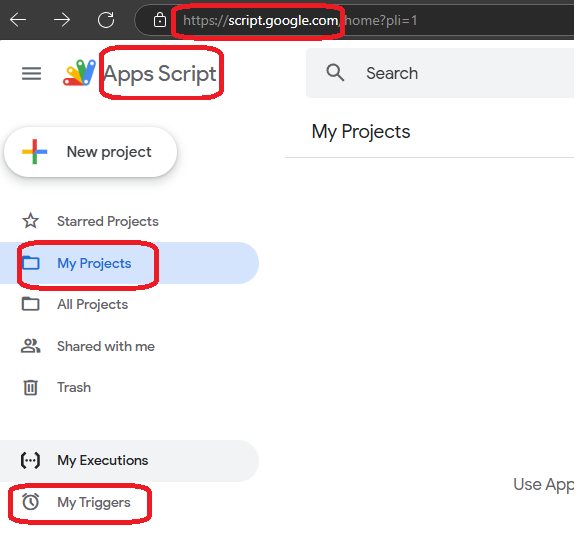 https://script.google.com/home?pli=1
Apps Script
Search
New project
My Projects
Starred Projects
My Projects
All Projects
Shared with me
Trash
My Executions
Use App
My Triggers